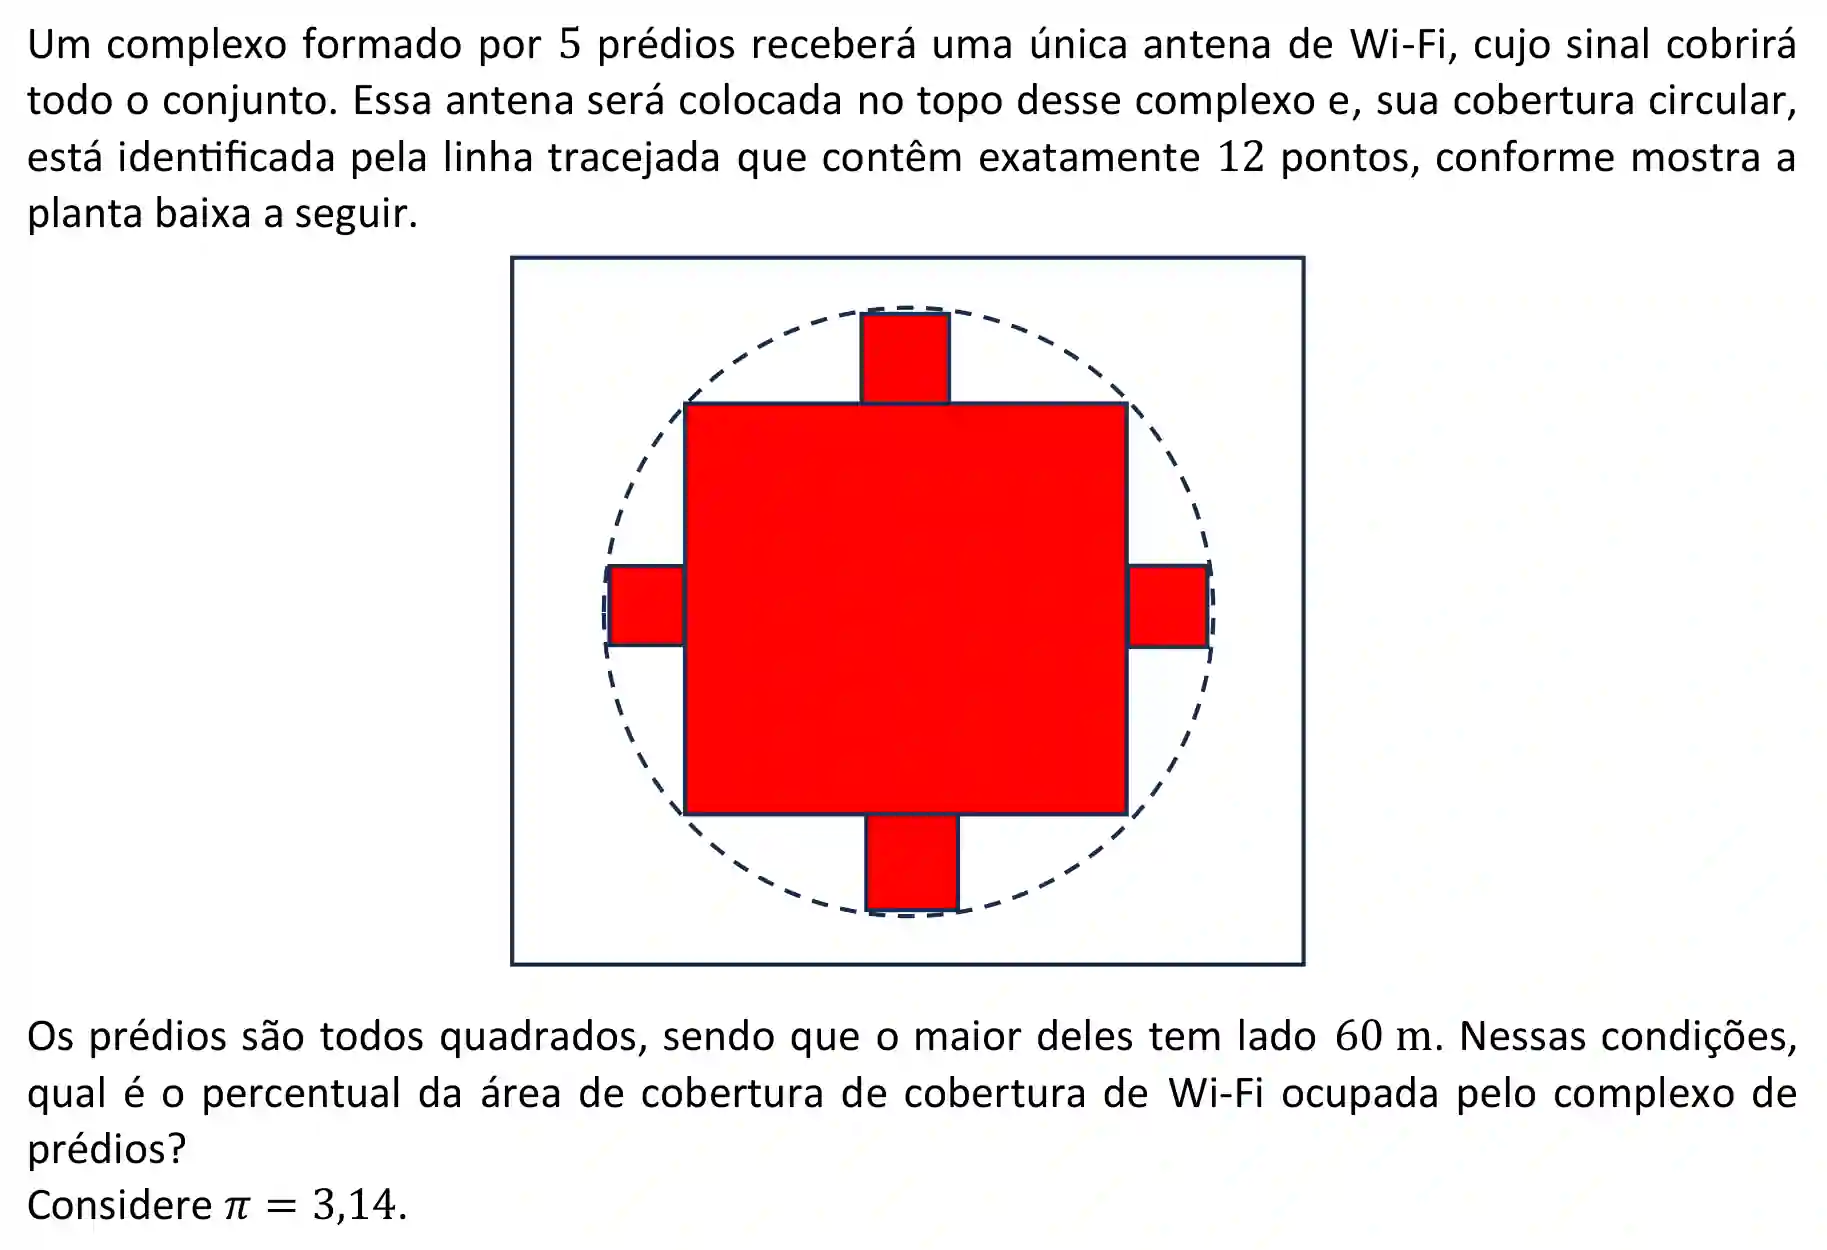 Um complexo formado por 5 prédios receberá uma única antena de Wi-Fi, cujo sinal cobrirá
todo o conjunto. Essa antena será colocada no topo desse complexo e, sua cobertura circular,
está identificada pela linha tracejada que contêm exatamente 12 pontos, conforme mostra a
planta baixa a seguir.
Os prédios são todos quadrados, sendo que o maior deles tem lado 60 m. Nessas condições,
qual é o percentual da área de cobertura de cobertura de Wi-Fi ocupada pelo complexo de
prédios?
Considere π = 3,14.